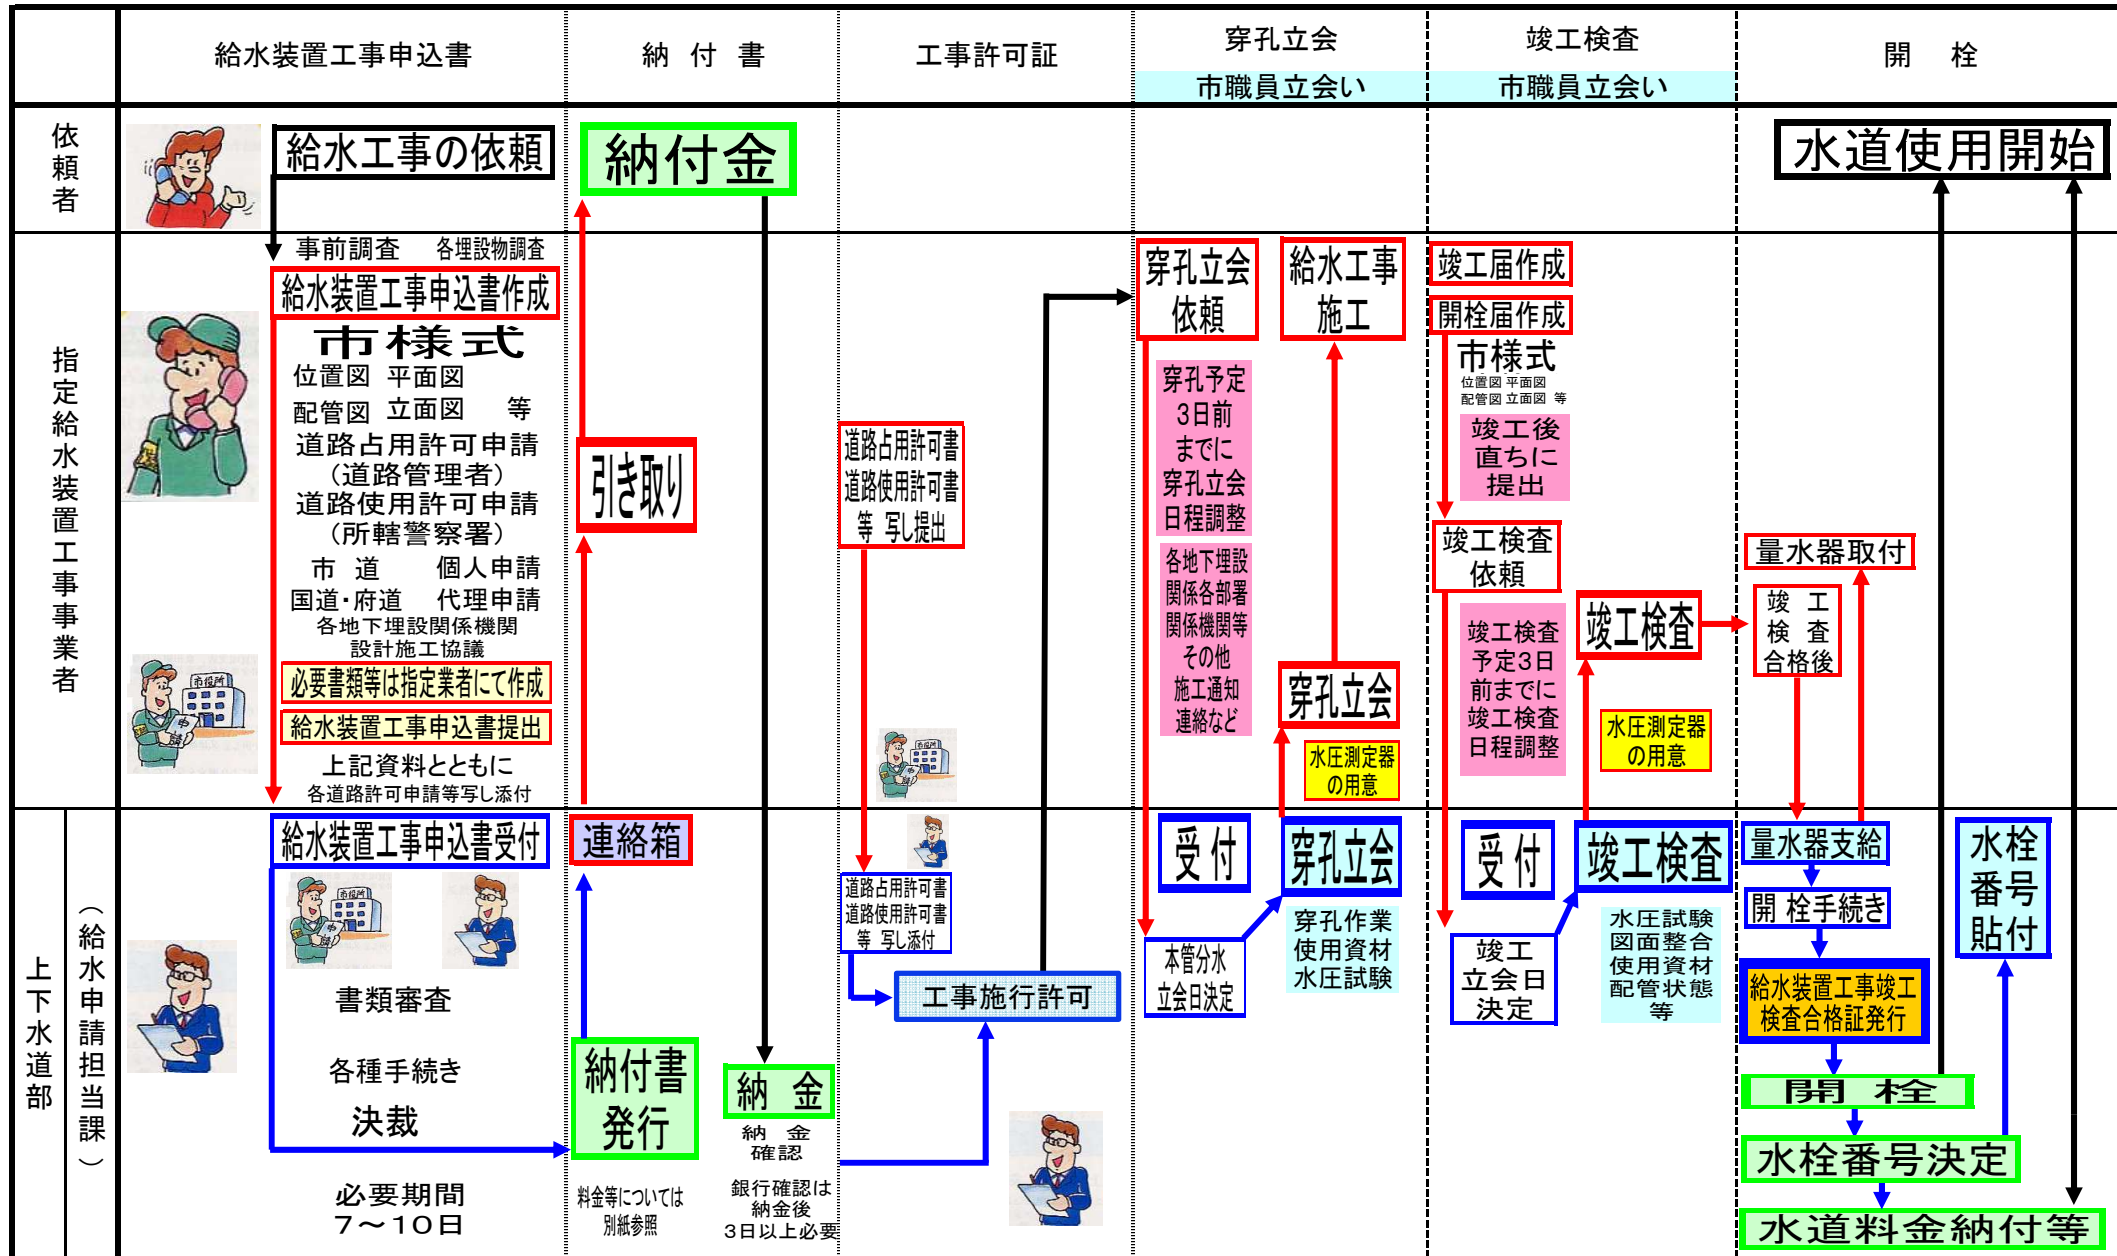 給水装置工事申込書
納 付 書
工事許可証
穿孔立会
市職員立会い
竣工検査
市職員立会い
開 栓
依頼者
給水工事の依頼
納付金
水道使用開始
指定給水装置工事事業者
事前調査 各埋設物調査
給水装置工事申込書作成
市様式
位置図 平面図
配管図 立面図 等
道路占用許可申請
（道路管理者）
道路使用許可申請
（所轄警察署）
市 道 個人申請
国道・府道 代理申請
各地下埋設関係機関
設計施工協議
必要書類等は指定業者にて作成
給水装置工事申込書提出
上記資料とともに
各道路許可申請等写し添付
市役所
申請
引き取り
道路占用許可書
道路使用許可書
等 写し提出
市役所
申請
穿孔立会
依頼
穿孔予定
3日前
までに
穿孔立会
日程調整
各地下埋設
関係各部署
関係機関等
その他
施工通知
連絡など
給水工事
施工
穿孔立会
水圧測定器
の用意
竣工届作成
開栓届作成
市様式
位置図 平面図
配管図 立面図 等
竣工後
直ちに
提出
竣工検査
依頼
竣工検査
予定3日
前までに
竣工検査
日程調整
竣工検査
水圧測定器
の用意
量水器取付
竣 工
検 査
合格後
上下水道部
（給水申請担当課）
給水装置工事申込書受付
市役所
申請
書類審査
各種手続き
決裁
必要期間
7～10日
連絡箱
納付書
発行
料金等については
別紙参照
納 金
納 金
確認
銀行確認は
納金後
3日以上必要
道路占用許可書
道路使用許可書
等 写し添付
工事施行許可
受付
本管分水
立会日決定
穿孔立会
穿孔作業
使用資材
水圧試験
受付
竣工
立会日
決定
竣工検査
水圧試験
図面整合
使用資材
配管状態
等
量水器支給
開 栓手続き
給水装置工事竣工
検査合格証発行
開 栓
水栓番号決定
水道料金納付等
水栓
番号
貼付